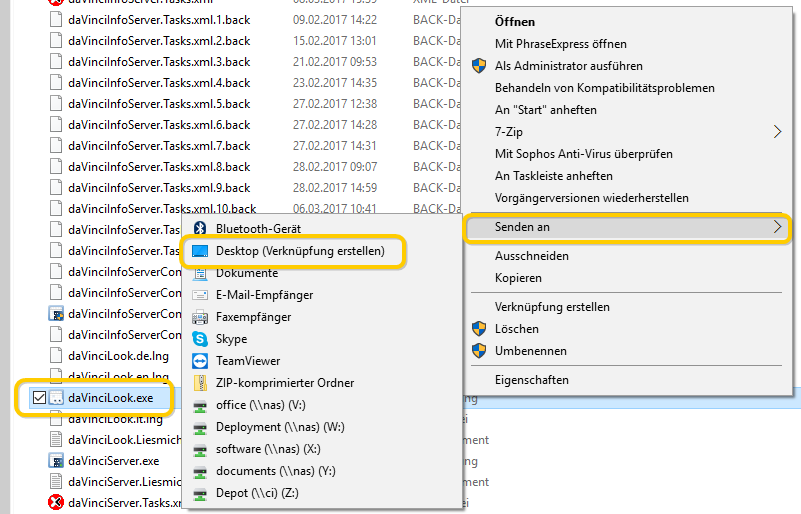 daVinciInfoServer.Tasks.xml
daVinciInfoServer.Tasks.xml.1.back 09.02.2017 14:22 BACK-Da
daVinciInfoServer.Tasks.xml.2.back 15.02.2017 13:01 BACK-Da
daVinciInfoServer.Tasks.xml.3.back 21.02.2017 09:53 BACK-Da
daVinciInfoServer.Tasks.xml.4.back 23.02.2017 14:35 BACK-Da
daVinciInfoServer.Tasks.xml.5.back 27.02.2017 12:38 BACK-Da
daVinciInfoServer.Tasks.xml.6.back 27.02.2017 14:28 BACK-Da
daVinciInfoServer.Tasks.xml.7.back 27.02.2017 14:31 BACK-Da
daVinciInfoServer.Tasks.xml.8.back 28.02.2017 09:07 BACK-Da
daVinciInfoServer.Tasks.xml.9.back 28.02.2017 14:59 BACK-Da
daVinciInfoServer.Tasks.xml.10.back 06.03.2017 10:41 BACK-Da
daVinciInfoServer.Tasks
daVinciInfoServer.Tasks
daVinciInfoServerCom
daVinciInfoServerCon
daVinciInfoServerCon
daVinciLook.de.lng
daVinciLook.en.lng
daVinciLook.exe
daVinciLook.it.lng
daVinciLook.Liesmich
daVinciServer.exe
daVinciServer.Liesmic
daVinciServer.Tasks.xm
Öffnen
Mit PhraseExpress öffnen
Als Administrator ausführen
Behandeln von Kompatibilitätsproblemen
An "Start" anheften
7-Zip
Mit Sophos Anti-Virus überprüfen
An Taskleiste anheften
Vorgängerversionen wiederherstellen
Senden an
Ausschneiden
Kopieren
Verknüpfung erstellen
Löschen
Umbenennen
Eigenschaften
Bluetooth-Gerät
Desktop (Verknüpfung erstellen)
Dokumente
E-Mail-Empfänger
Faxempfänger
Skype
TeamViewer
ZIP-komprimierter Ordner
office (\\nas) (V:)
Deployment (\\nas) (W:)
software (\\nas) (X:)
documents (\\nas) (Y:)
Depot (\\ci) (Z:)